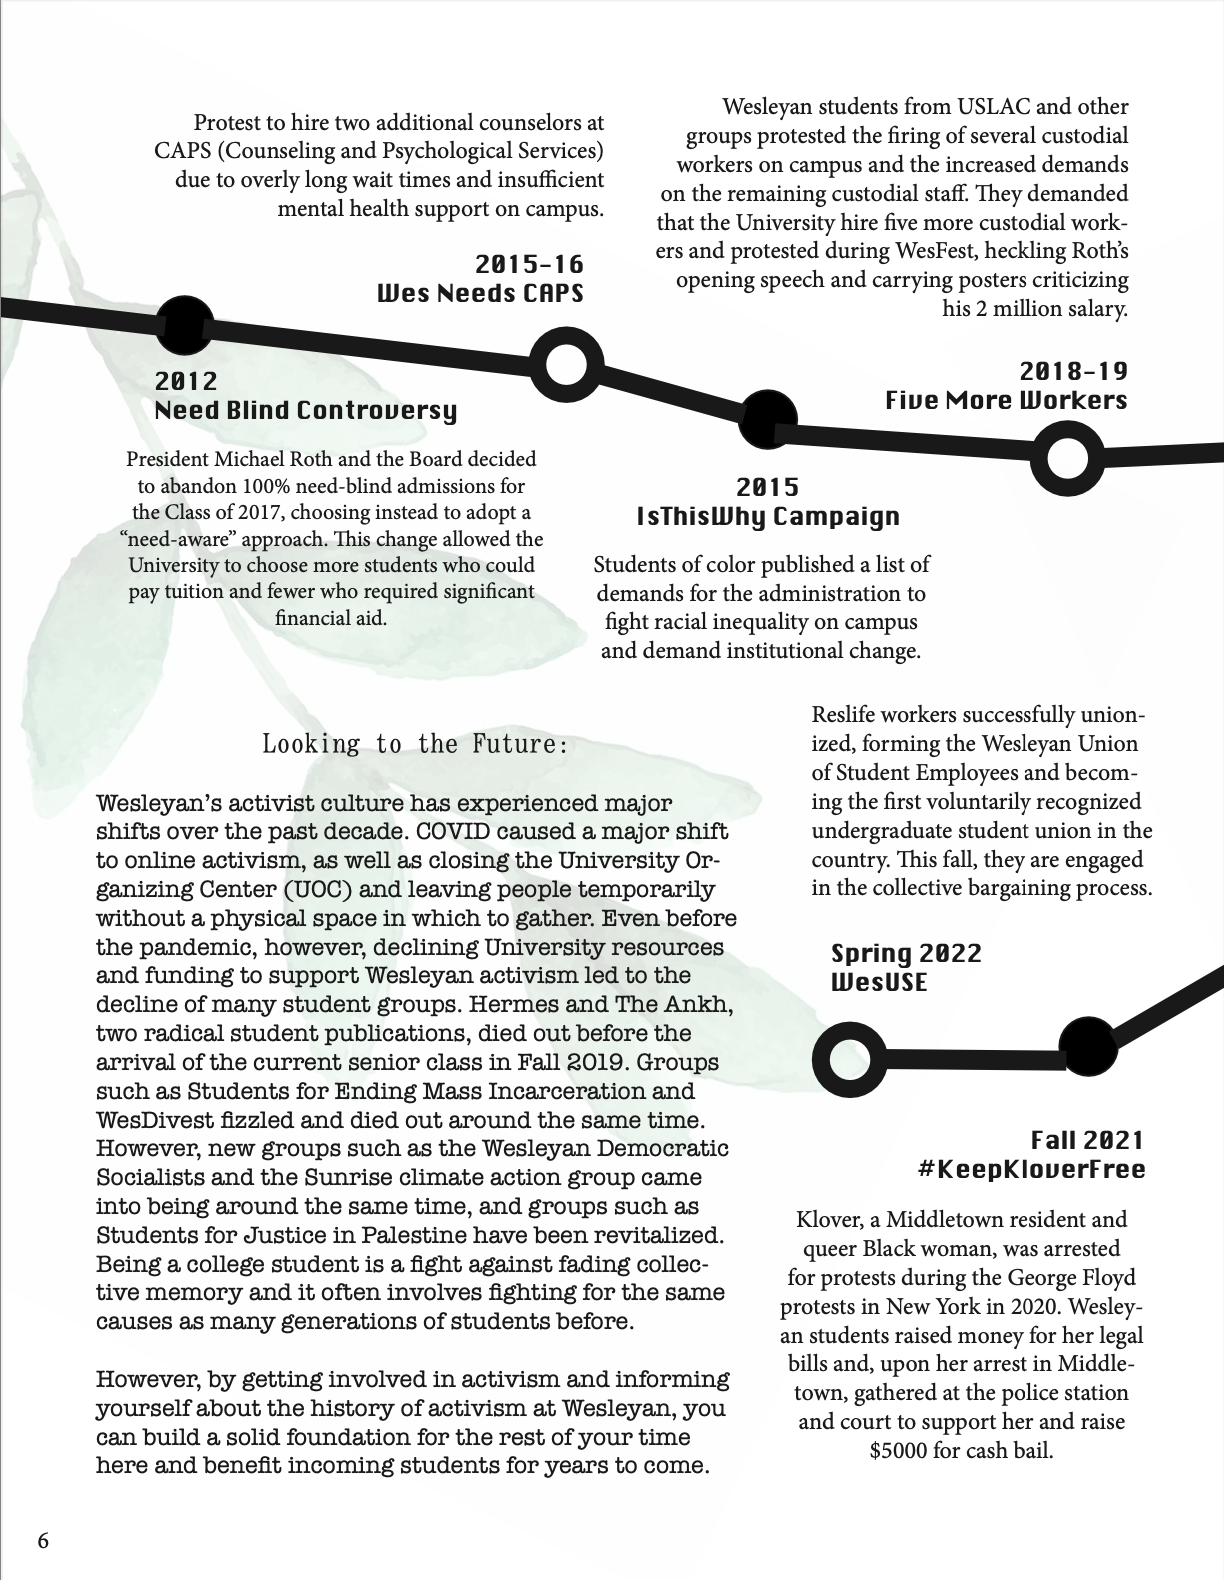 Protest to hire two additional counselors at
CAPS (Counseling and Psychological Services)
due to overly long wait times and insufficient
mental health support on campus.
2015-16
Wes Needs CAPS
Wesleyan students from USLAC and other
groups protested the firing of several custodial
workers on campus and the increased demands
on the remaining custodial staff. They demanded
that the University hire five more custodial work-
ers and protested during WesFest, heckling Roth's
opening speech and carrying posters criticizing
his 2 million salary.
2018-19
Five More Workers
2012
Need Blind Controversy
President Michael Roth and the Board decided
to abandon 100% need-blind admissions for
the Class of 2017, choosing instead to adopt a
“need-aware” approach. This change allowed the
University to choose more students who could
pay tuition and fewer who required significant
financial aid.
2015
IsThisWhy Campaign
Students of color published a list of
demands for the administration to
fight racial inequality on campus
and demand institutional change.
Looking to the Future:
Wesleyan's activist culture has experienced major
shifts over the past decade. COVID caused a major shift
to online activism, as well as closing the University Or-
ganizing Center (UOC) and leaving people temporarily
without a physical space in which to gather. Even before
the pandemic, however, declining University resources
and funding to support Wesleyan activism led to the
decline of many student groups. Hermes and The Ankh,
two radical student publications, died out before the
arrival of the current senior class in Fall 2019. Groups
such as Students for Ending Mass Incarceration and
WesDivest fizzled and died out around the same time.
However, new groups such as the Wesleyan Democratic
Socialists and the Sunrise climate action group came
into being around the same time, and groups such as
Students for Justice in Palestine have been revitalized.
Being a college student is a fight against fading collec-
tive memory and it often involves fighting for the same
causes as many generations of students before.
However, by getting involved in activism and informing
yourself about the history of activism at Wesleyan, you
can build a solid foundation for the rest of your time
here and benefit incoming students for years to come.
Reslife workers successfully union-
ized, forming the Wesleyan Union
of Student Employees and becom-
ing the first voluntarily recognized
undergraduate student union in the
country. This fall, they are engaged
in the collective bargaining process.
Spring 2022
WesUSE
Fall 2021
#KeepKloverFree
Klover, a Middletown resident and
queer Black woman, was arrested
for protests during the George Floyd
protests in New York in 2020. Wesley-
an students raised money for her legal
bills and, upon her arrest in Middle-
town, gathered at the police station
and court to support her and raise
$5000 for cash bail.
6